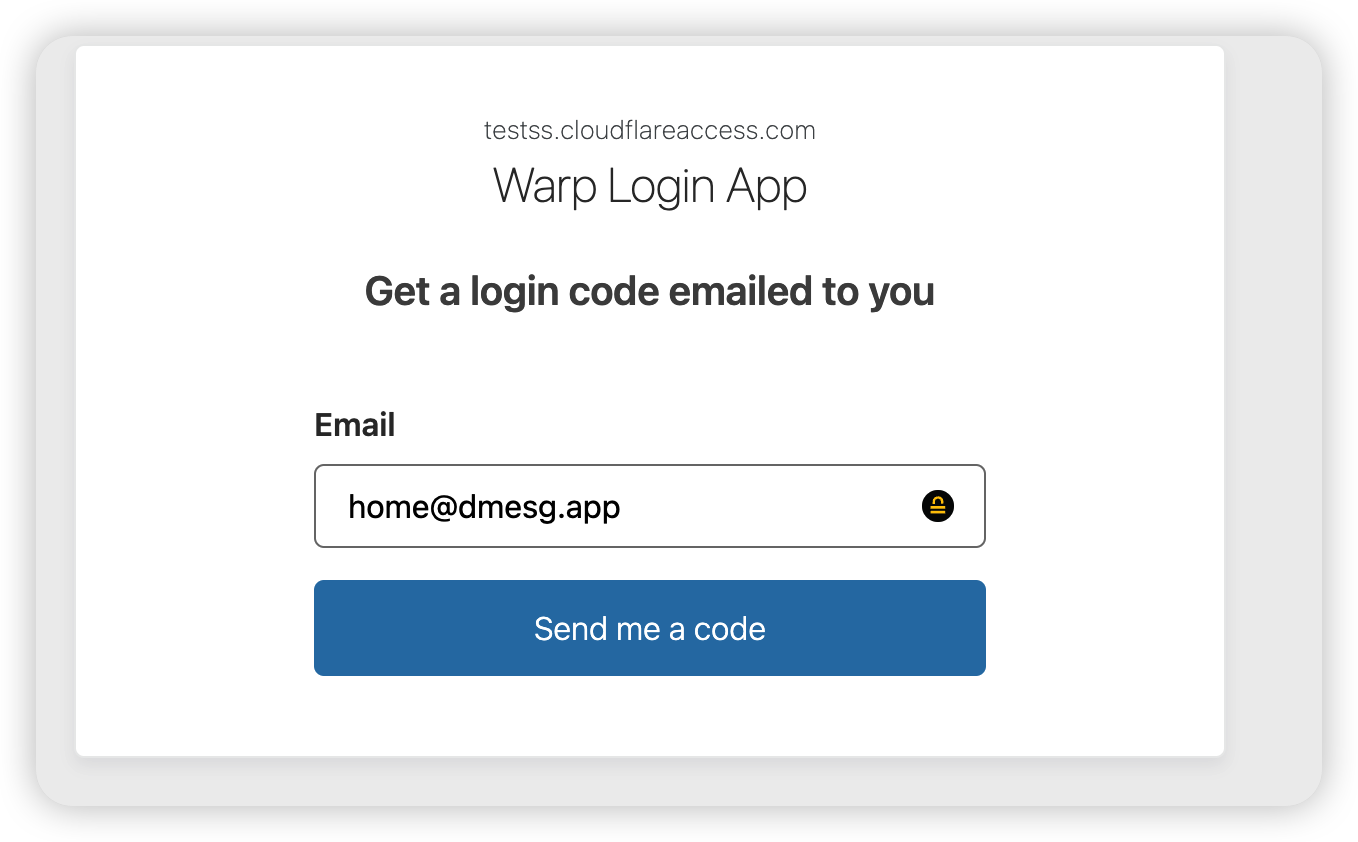 testss.cloudflareaccess.com
Warp Login App
Get a login code emailed to you
Email
home@dmesg.app
Send me a code